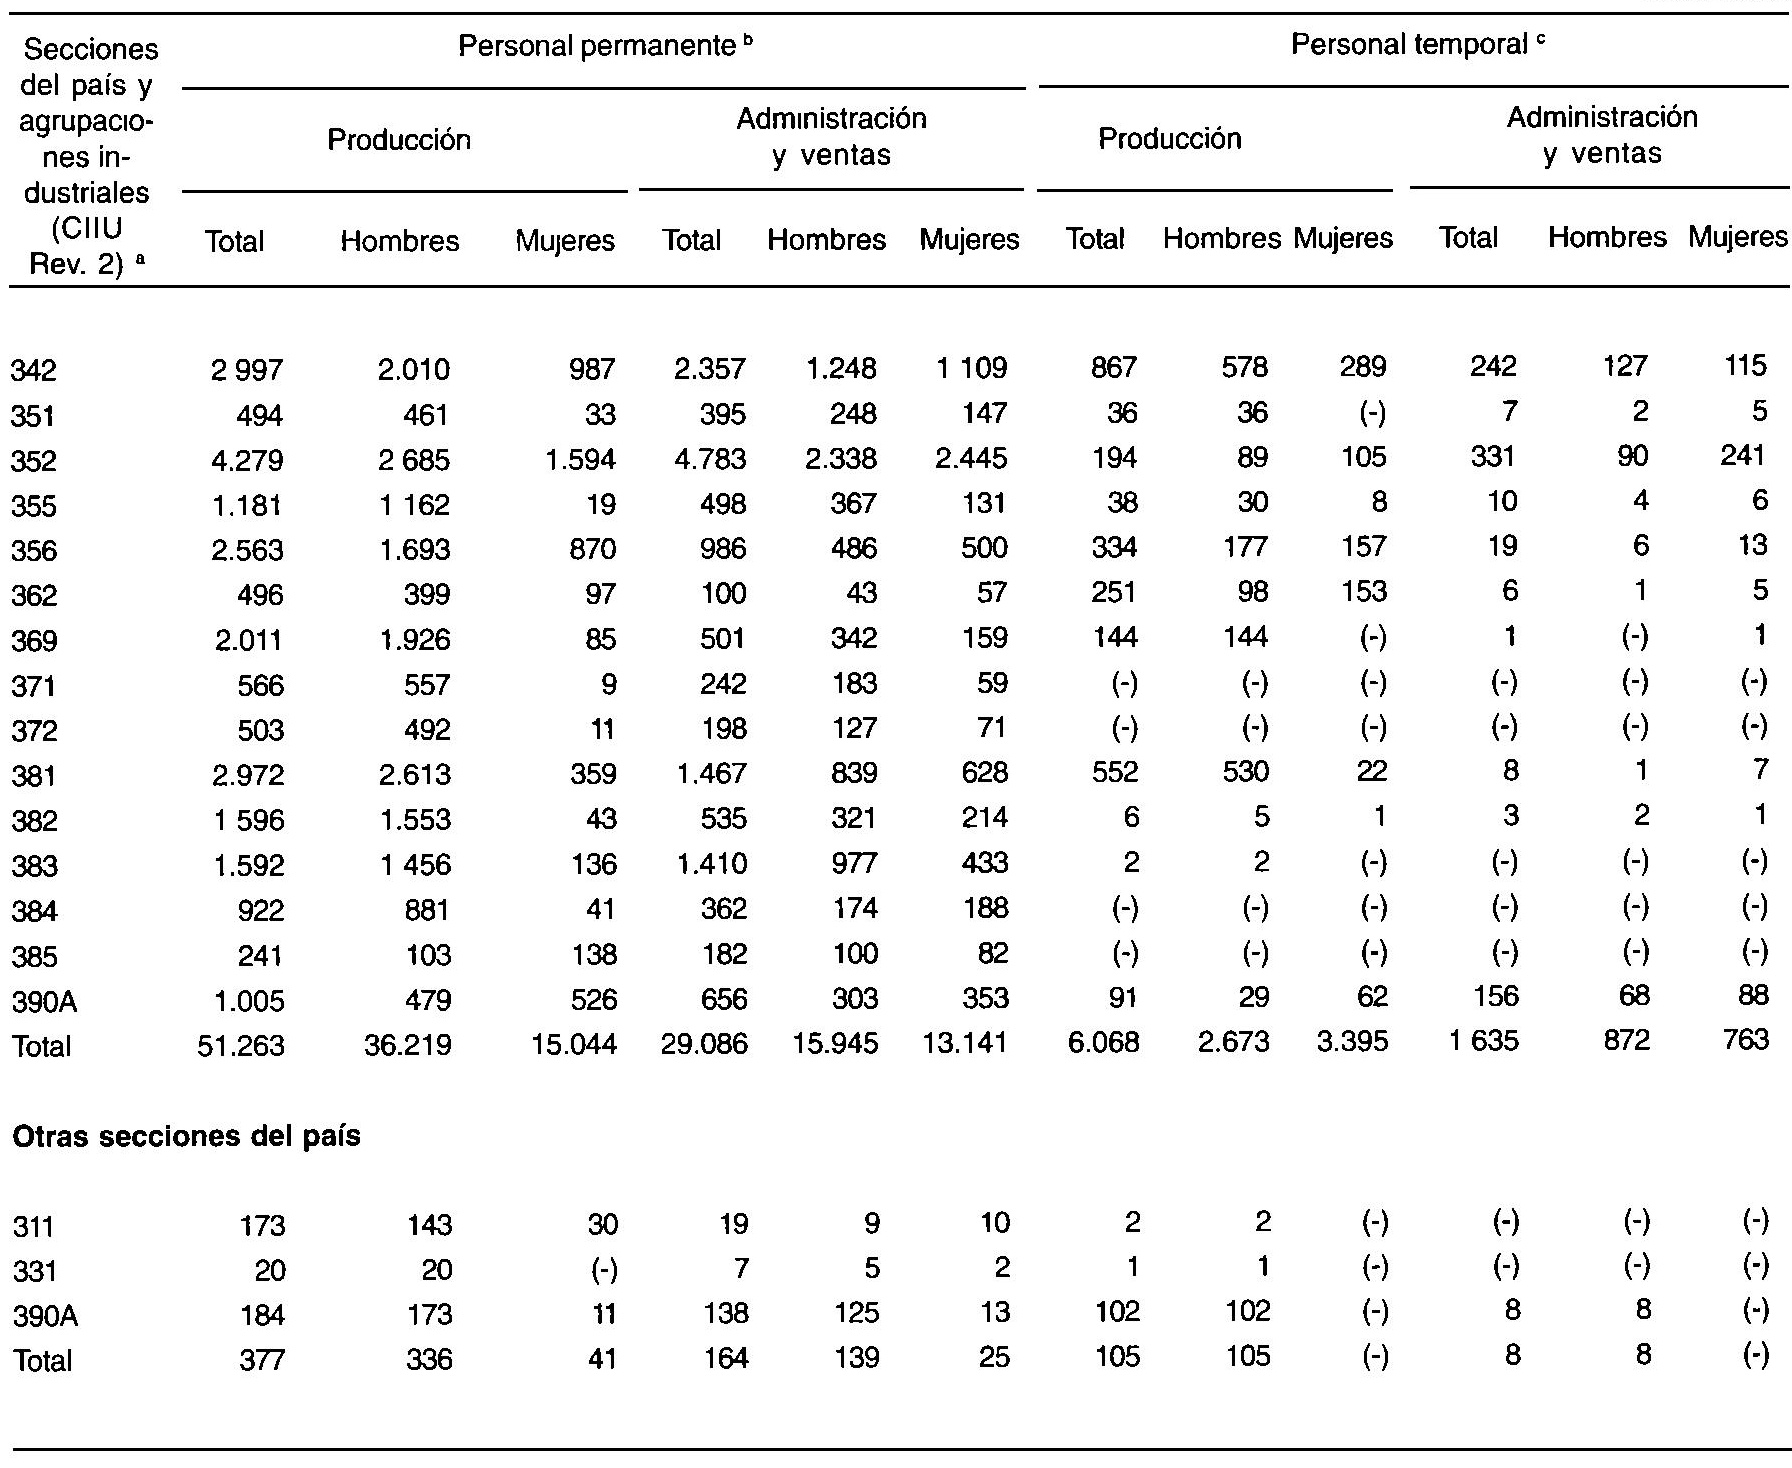 Secciones del país y agrupacio- nes in- dustriales (CIIU Rev. 2) a
Personal permanente b Personal temporal c
Producción Administración y ventas Producción Administración y ventas
Total Hombres Mujeres Total Hombres Mujeres Total Hombres Mujeres Total Hombres Mujeres
342 2 997 2.010 987 2.357 1.248 1 109 867 578 289 242 127 115
351 494 461 33 395 248 147 36 36 (-) 7 2 5
352 4.279 2 685 1.594 4.783 2.338 2.445 194 89 105 331 90 241
355 1.181 1 162 19 498 367 131 38 30 8 10 4 6
356 2.563 1.693 870 986 486 500 334 177 157 19 6 13
362 496 399 97 100 43 57 251 98 153 6 1 5
369 2.011 1.926 85 501 342 159 144 144 (-) 1 (-) 1
371 566 557 9 242 183 59 (-) (-) (-) (-) (-) (-)
372 503 492 11 198 127 71 (-) (-) (-) (-) (-) (-)
381 2.972 2.613 359 1.467 839 628 552 530 22 8 1 7
382 1 596 1.553 43 535 321 214 6 5 1 3 2 1
383 1.592 1 456 136 1.410 977 433 2 2 (-) (-) (-) (-)
384 922 881 41 362 174 188 (-) (-) (-) (-) (-) (-)
385 241 103 138 182 100 82 (-) (-) (-) (-) (-) (-)
390A 1.005 479 526 656 303 353 91 29 62 156 68 88
Total 51.263 36.219 15.044 29.086 15.945 13.141 6.068 2.673 3.395 1 635 872 763
Otras secciones del país
311 173 143 30 19 9 10 2 2 (-) (-) (-) (-)
331 20 20 (-) 7 5 2 1 1 (-) (-) (-) (-)
390A 184 173 11 138 125 13 102 102 (-) 8 8 (-)
Total 377 336 41 164 139 25 105 105 (-) 8 8 (-)